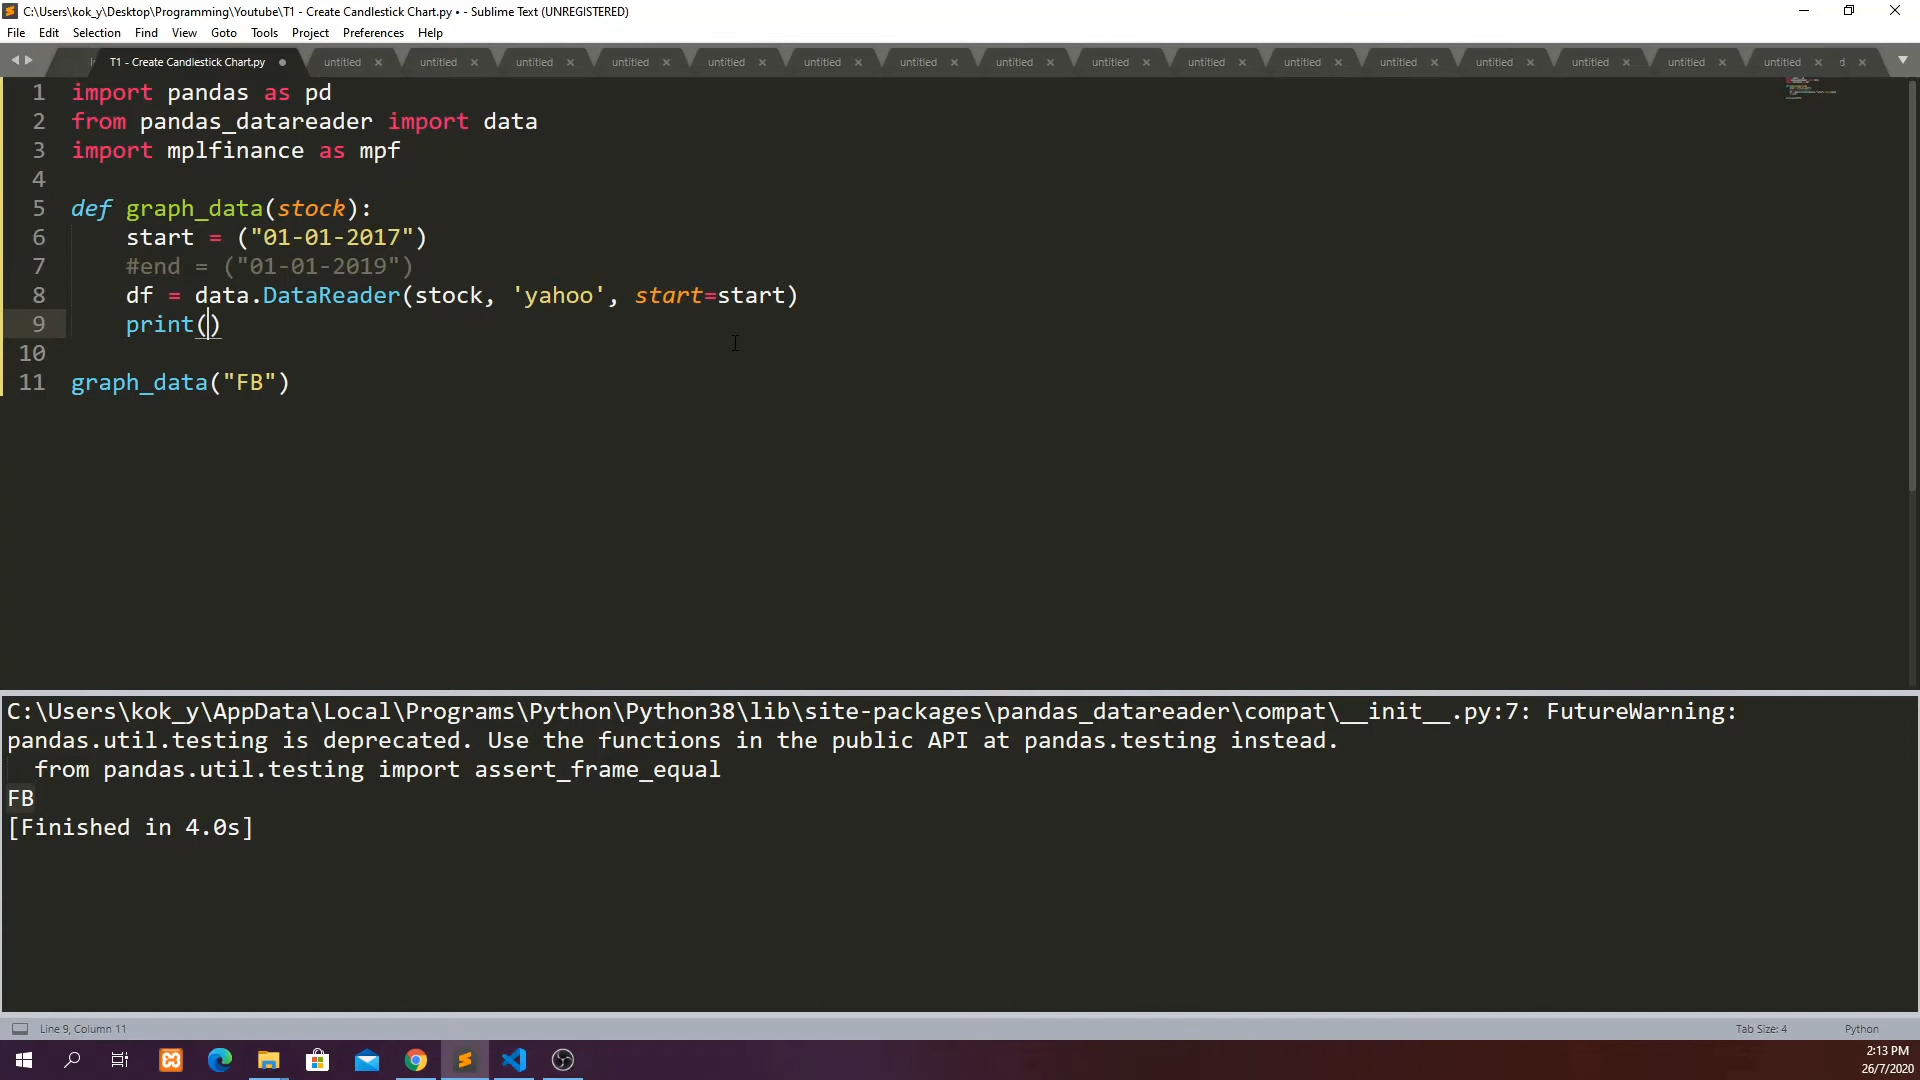 C:\Users\kok_y\Desktop\Programming\Youtube\T1 - Create Candlestick Chart.py • - Sublime Text (UNREGISTERED)
File Edit Selection Find View Goto Tools Project Preferences Help
T1 - Create Candlestick Chart.py untitled untitled untitled untitled untitled untitled untitled untitled untitled untitled untitled untitled untitled untitled untitled untitled
1 import pandas as pd
2 from pandas_datareader import data
3 import mplfinance as mpf
4
5 def graph_data(stock):
6 start = ("01-01-2017")
7 #end = ("01-01-2019")
8 df = data.DataReader(stock, 'yahoo', start=start)
9 print()
10
11 graph_data("FB")
C:\Users\kok_y\AppData\Local\Programs\Python\Python38\lib\site-packages\pandas_datareader\compat\__init__.py:7: FutureWarning:
pandas.util.testing is deprecated. Use the functions in the public API at pandas.testing instead.
from pandas.util.testing import assert_frame_equal
FB
[Finished in 4.0s]
Line 9, Column 11 Tab Size: 4 Python
2:13 PM
26/7/2020